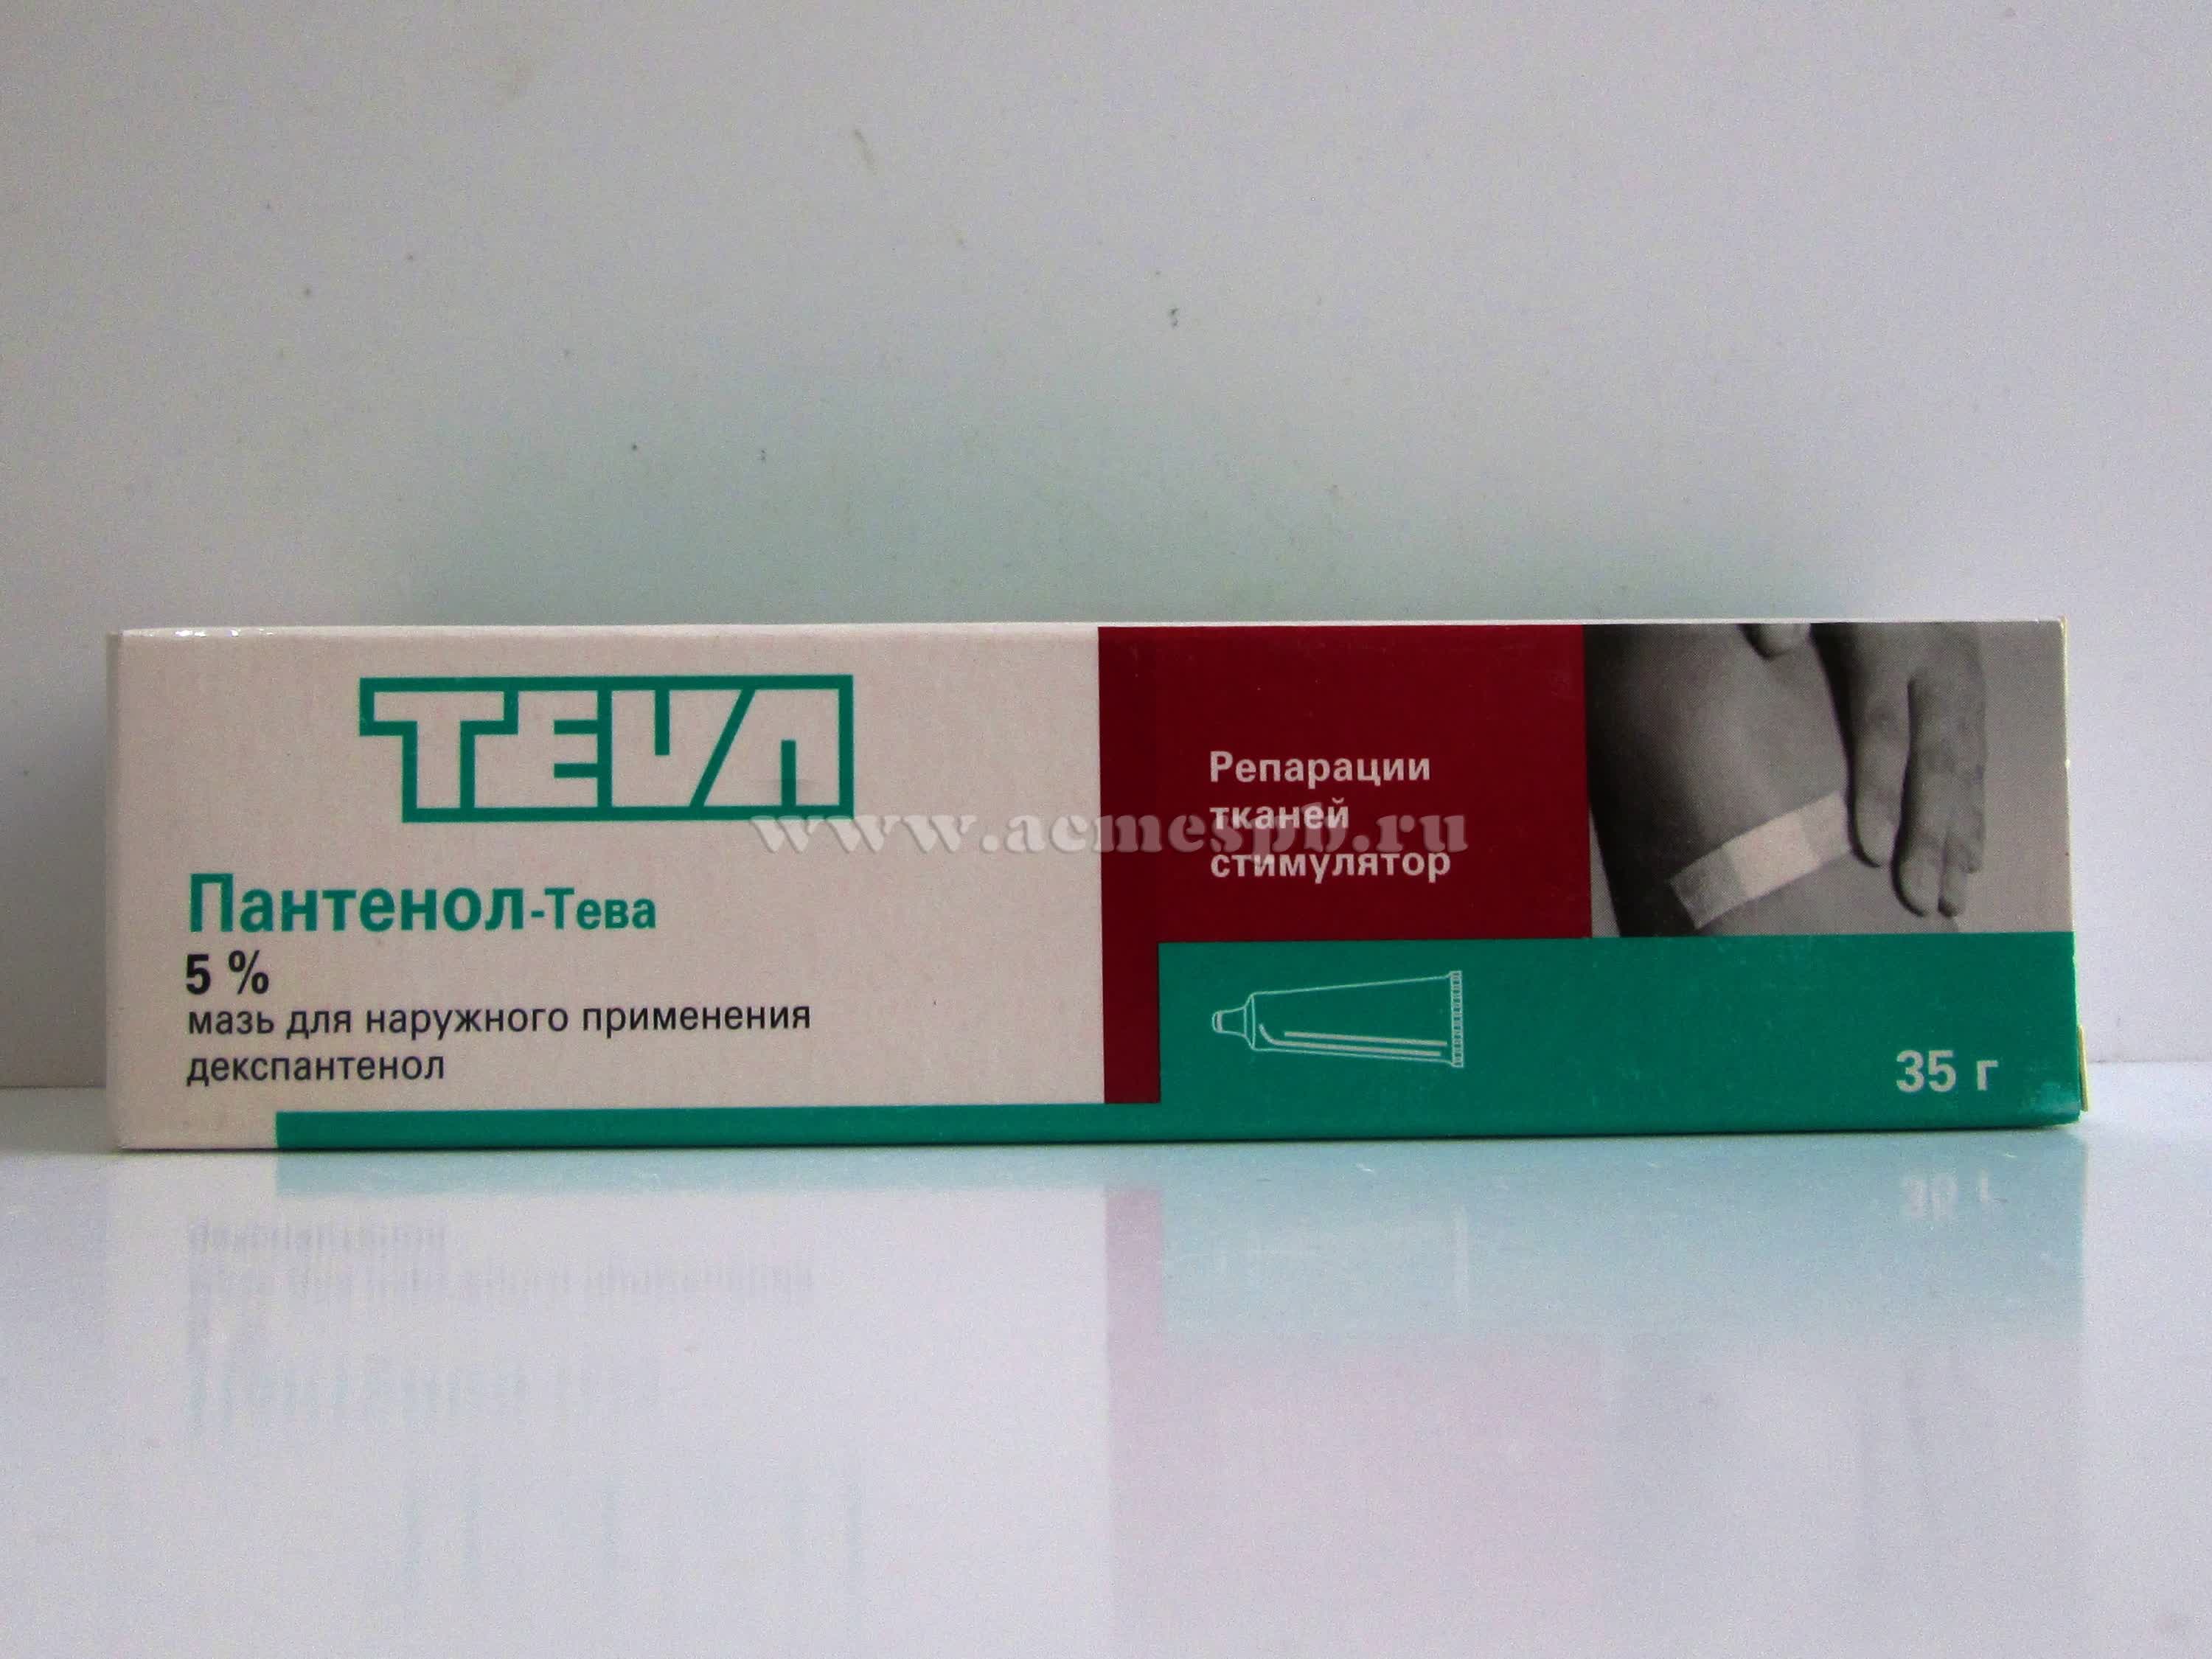 TEVA
Пантенол-Тева
5 %
мазь для наружного применения
декспантенол
Репарации
тканей
стимулятор
35 г
www.acmespb.ru